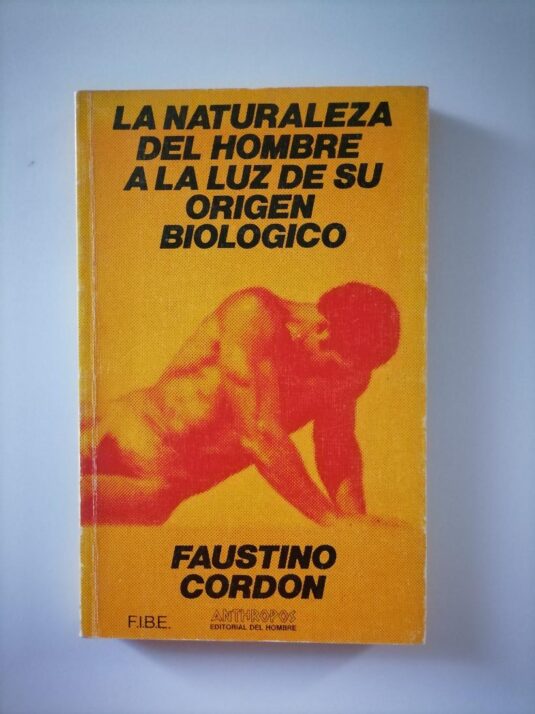 LA NATURALEZA
DEL HOMBRE
A LA LUZ DE SU
ORIGEN
BIOLOGICO
FAUSTINO
CORDON
F.I.B.E.
ANTHROPOS
EDITORIAL DEL HOMBRE